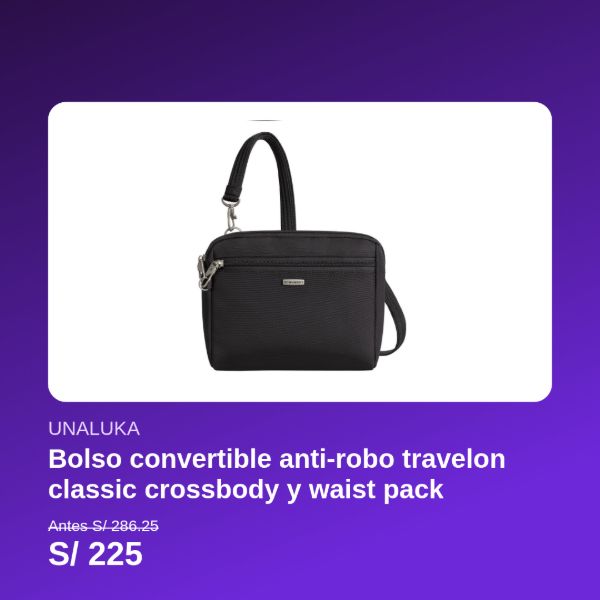 UNALUKA
Bolso convertible anti-robo travelon
classic crossbody y waist pack
Antes S/ 286.25
S/ 225